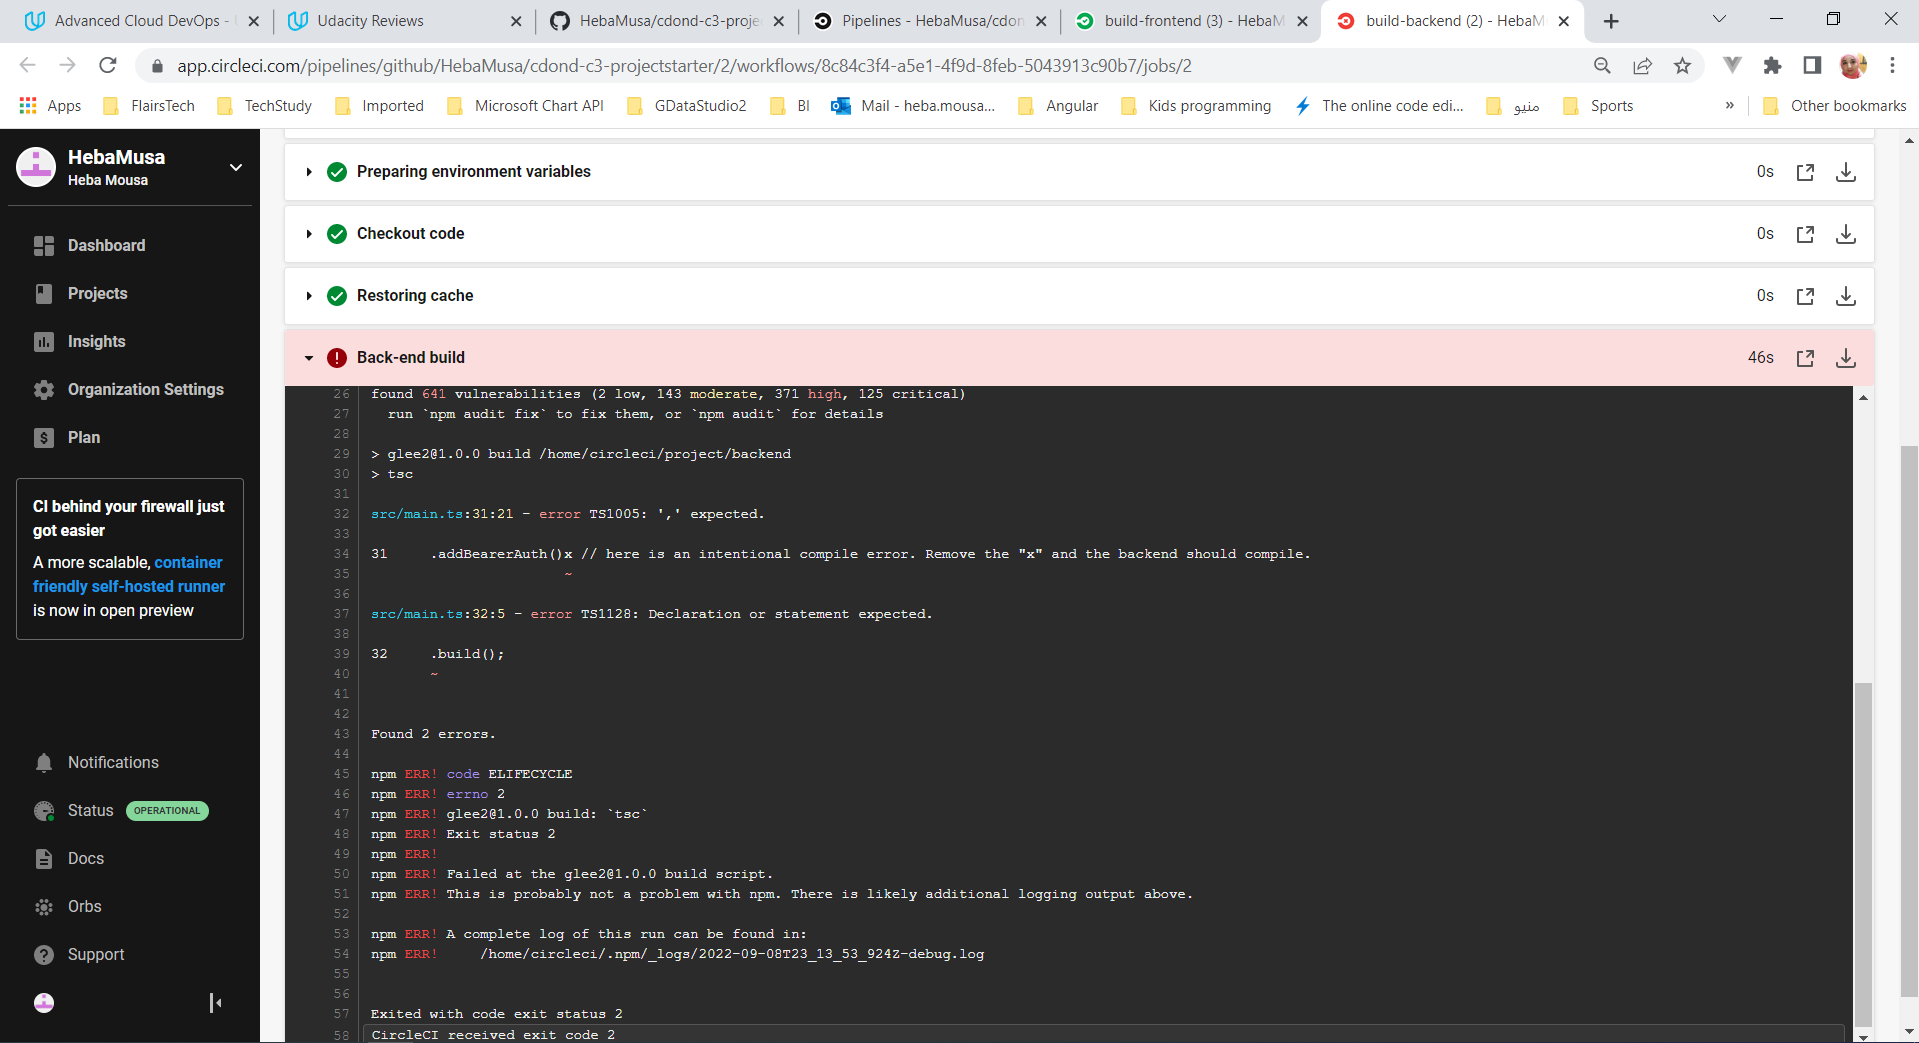 Advanced Cloud DevOps -
Udacity Reviews
HebaMusa/cdond-c3-proje
Pipelines - HebaMusa/cdon
build-frontend (3) - HebaM
build-backend (2) - HebaM
app.circleci.com/pipelines/github/HebaMusa/cdond-c3-projectstarter/2/workflows/8c84c3f4-a5e1-4f9d-8feb-5043913c90b7/jobs/2
Apps
FlairsTech
TechStudy
Imported
Microsoft Chart API
GDataStudio2
BI
Mail - heba.mousa...
Angular
Kids programming
The online code edi...
منيو
Sports
»
Other bookmarks
HebaMusa
Heba Mousa
Dashboard
Projects
Insights
Organization Settings
Plan
CI behind your firewall just
got easier
A more scalable, container
friendly self-hosted runner
is now in open preview
Notifications
Status OPERATIONAL
Docs
Orbs
Support
Preparing environment variables 0s
Checkout code 0s
Restoring cache 0s
Back-end build 46s
26 found 641 vulnerabilities (2 low, 143 moderate, 371 high, 125 critical)
27 run `npm audit fix` to fix them, or `npm audit` for details
28
29 > glee2@1.0.0 build /home/circleci/project/backend
30 > tsc
31
32 src/main.ts:31:21 - error TS1005: ',' expected.
33
34 31 .addBearerAuth()x // here is an intentional compile error. Remove the "x" and the backend should compile.
35 ~
36
37 src/main.ts:32:5 - error TS1128: Declaration or statement expected.
38
39 32 .build();
40 ~
41
42
43 Found 2 errors.
44
45 npm ERR! code ELIFECYCLE
46 npm ERR! errno 2
47 npm ERR! glee2@1.0.0 build: `tsc`
48 npm ERR! Exit status 2
49 npm ERR!
50 npm ERR! Failed at the glee2@1.0.0 build script.
51 npm ERR! This is probably not a problem with npm. There is likely additional logging output above.
52
53 npm ERR! A complete log of this run can be found in:
54 npm ERR! /home/circleci/.npm/_logs/2022-09-08T23_13_53_924Z-debug.log
55
56
57 Exited with code exit status 2
58 CircleCI received exit code 2